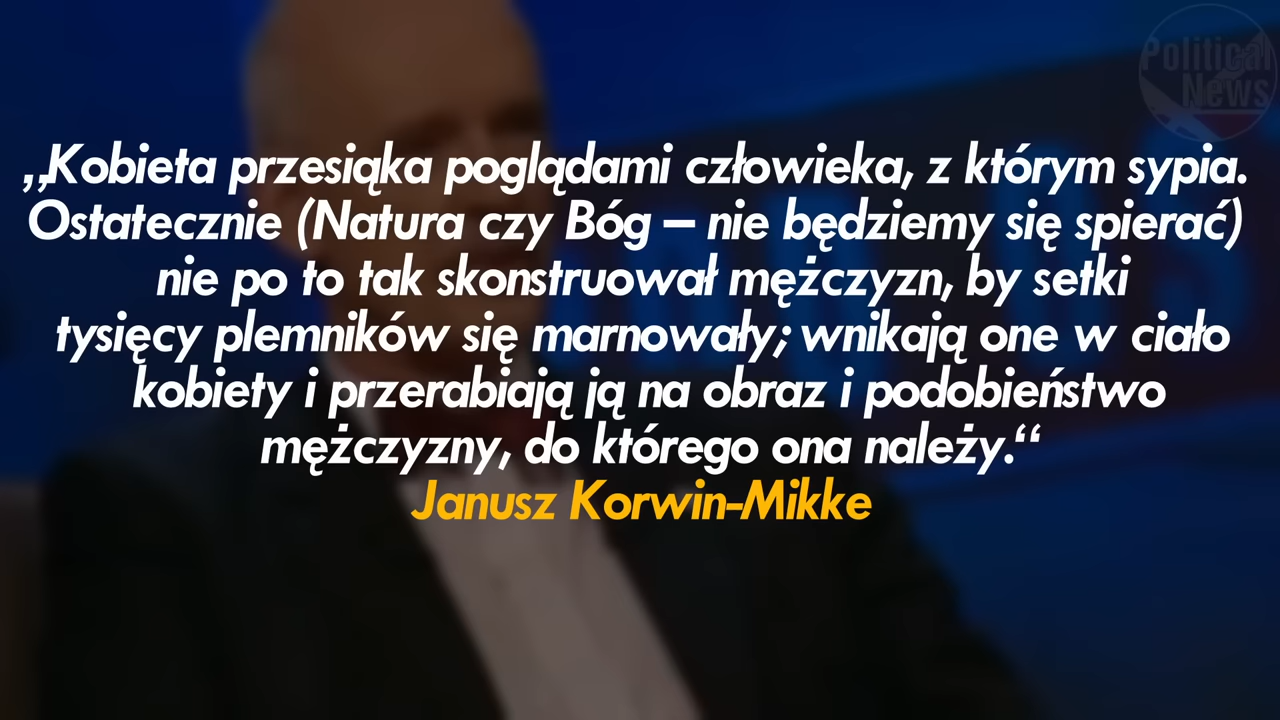 Political
News
„Kobieta przesiąka poglądami człowieka, z którym sypia.
Ostatecznie (Natura czy Bóg – nie będziemy się spierać)
nie po to tak skonstruował mężczyzn, by setki
tysięcy plemników się marnowały; wnikają one w ciało
kobiety i przerabiają ją na obraz i podobieństwo
mężczyzny, do którego ona należy.“
Janusz Korwin-Mikke